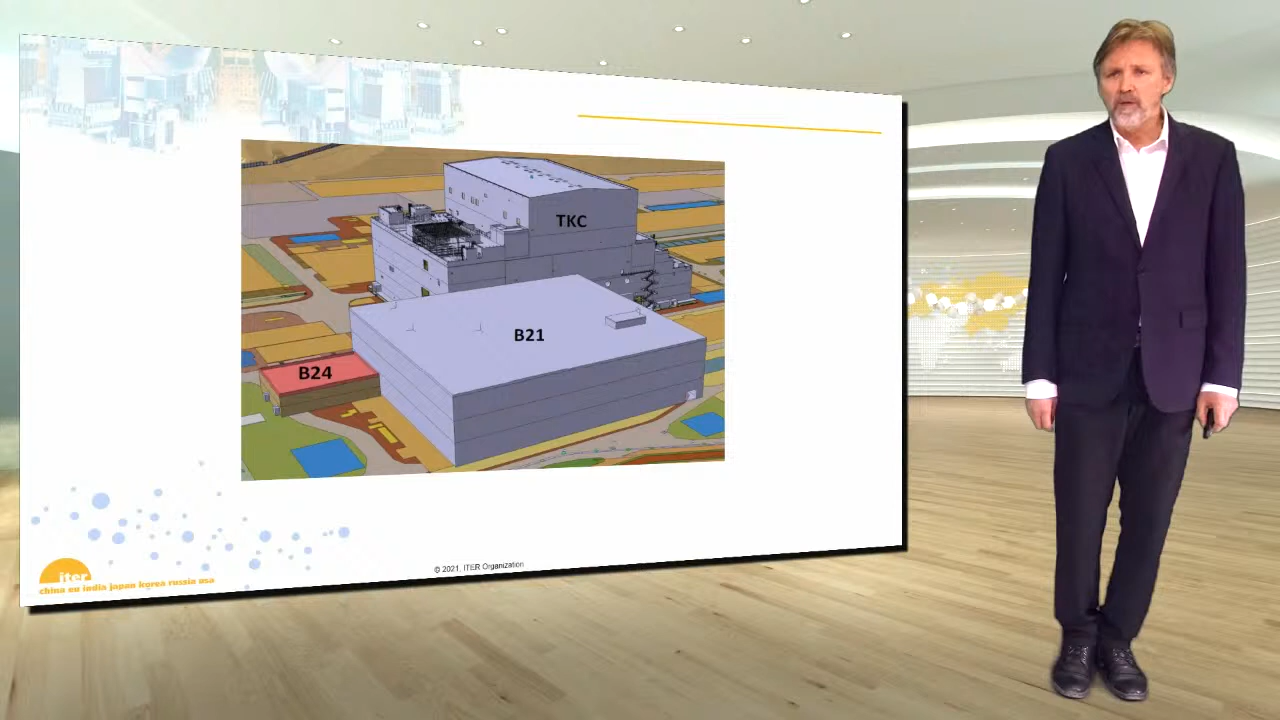 TKC
B21
B24
iter
china eu india japan korea russia usa
© 2021, ITER Organization